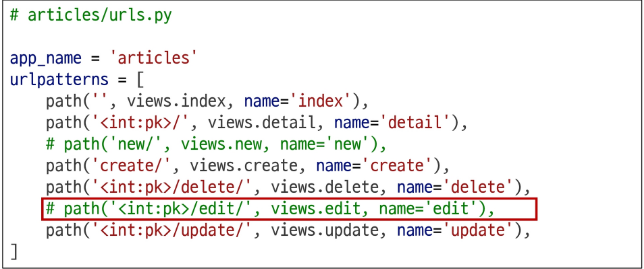 # articles/urls.py
app_name = 'articles'
urlpatterns = [
path('', views.index, name='index'),
path('<int:pk>/', views.detail, name='detail'),
# path('new/', views.new, name='new'),
path('create/', views.create, name='create'),
path('<int:pk>/delete/', views.delete, name='delete'),
# path('<int:pk>/edit/', views.edit, name='edit'),
path('<int:pk>/update/', views.update, name='update'),
]